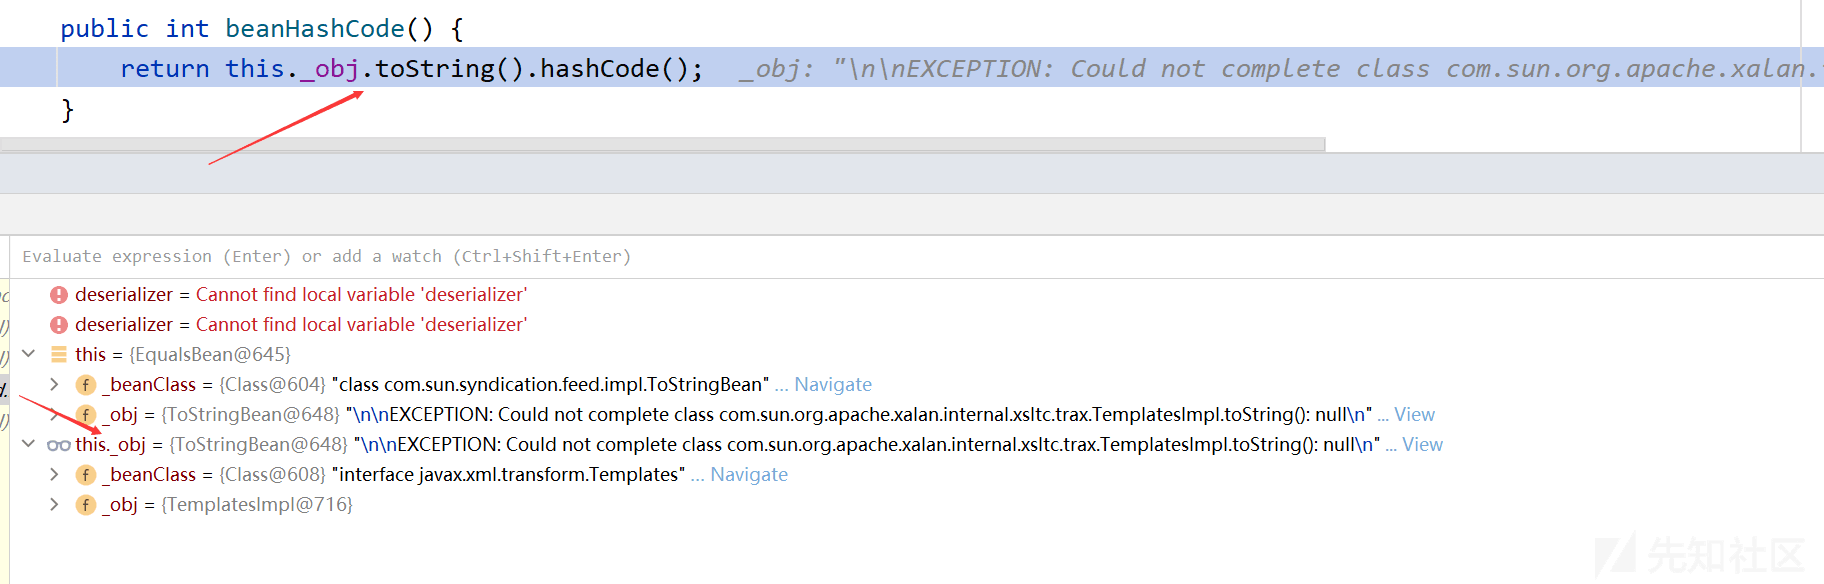 public int beanHashCode() {
return this._obj.toString().hashCode(); _obj: "\n\nEXCEPTION: Could not complete class com.sun.org.apache.xalan.
}
Evaluate expression (Enter) or add a watch (Ctrl+Shift+Enter)
deserializer = Cannot find local variable 'deserializer'
deserializer = Cannot find local variable 'deserializer'
this = {EqualsBean@645}
_beanClass = {Class@604} "class com.sun.syndication.feed.impl.ToStringBean" ... Navigate
_obj = {ToStringBean@648} "\n\nEXCEPTION: Could not complete class com.sun.org.apache.xalan.internal.xsltc.trax.TemplatesImpl.toString(): null\n" ... View
this._obj = {ToStringBean@648} "\n\nEXCEPTION: Could not complete class com.sun.org.apache.xalan.internal.xsltc.trax.TemplatesImpl.toString(): null\n" ... View
_beanClass = {Class@608} "interface javax.xml.transform.Templates" ... Navigate
_obj = {TemplatesImpl@716}
先知社区